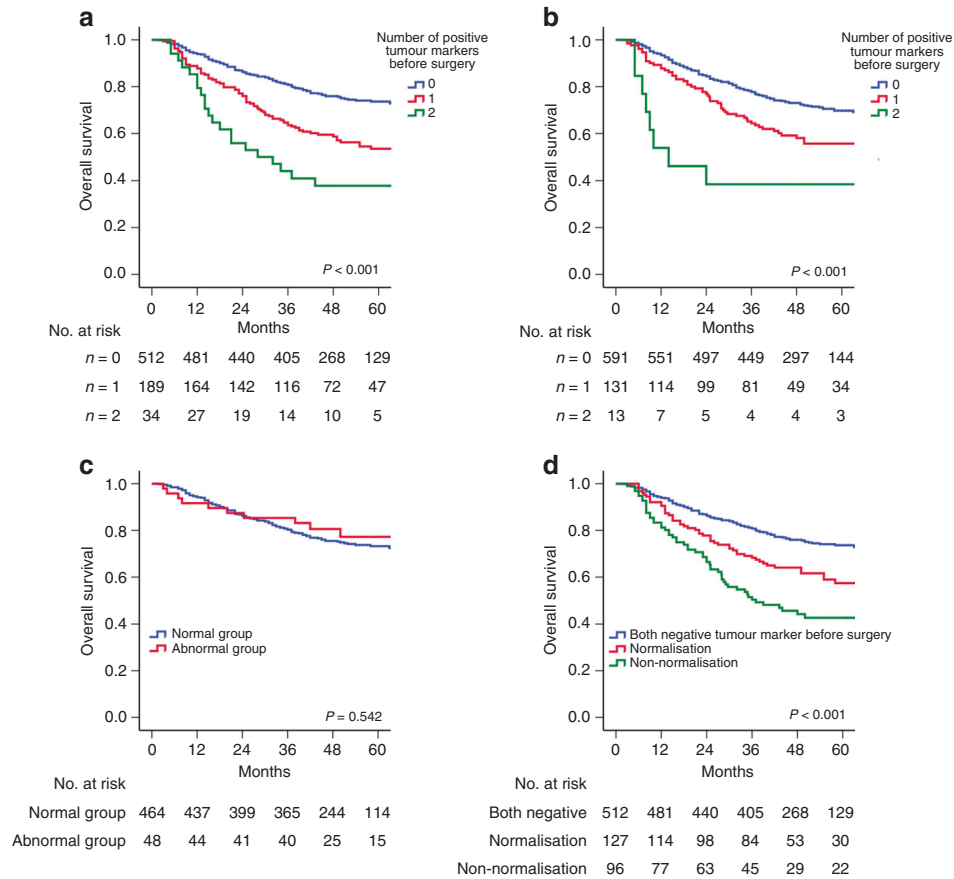 a
Number of positive
tumour markers
before surgery
0
1
2
1.0
0.8
0.6
0.4
0.2
0.0
Overall survival
P < 0.001
0 12 24 36 48 60
Months
No. at risk
n = 0 512 481 440 405 268 129
n = 1 189 164 142 116 72 47
n = 2 34 27 19 14 10 5
b
Number of positive
tumour markers
before surgery
0
1
2
1.0
0.8
0.6
0.4
0.2
0.0
Overall survival
P < 0.001
0 12 24 36 48 60
Months
No. at risk
n = 0 591 551 497 449 297 144
n = 1 131 114 99 81 49 34
n = 2 13 7 5 4 4 3
c
1.0
0.8
0.6
0.4
0.2
0.0
Overall survival
Normal group
Abnormal group
P = 0.542
0 12 24 36 48 60
Months
No. at risk
Normal group 464 437 399 365 244 114
Abnormal group 48 44 41 40 25 15
d
1.0
0.8
0.6
0.4
0.2
0.0
Overall survival
Both negative tumour marker before surgery
Normalisation
Non-normalisation
P < 0.001
0 12 24 36 48 60
Months
No. at risk
Both negative 512 481 440 405 268 129
Normalisation 127 114 98 84 53 30
Non-normalisation 96 77 63 45 29 22